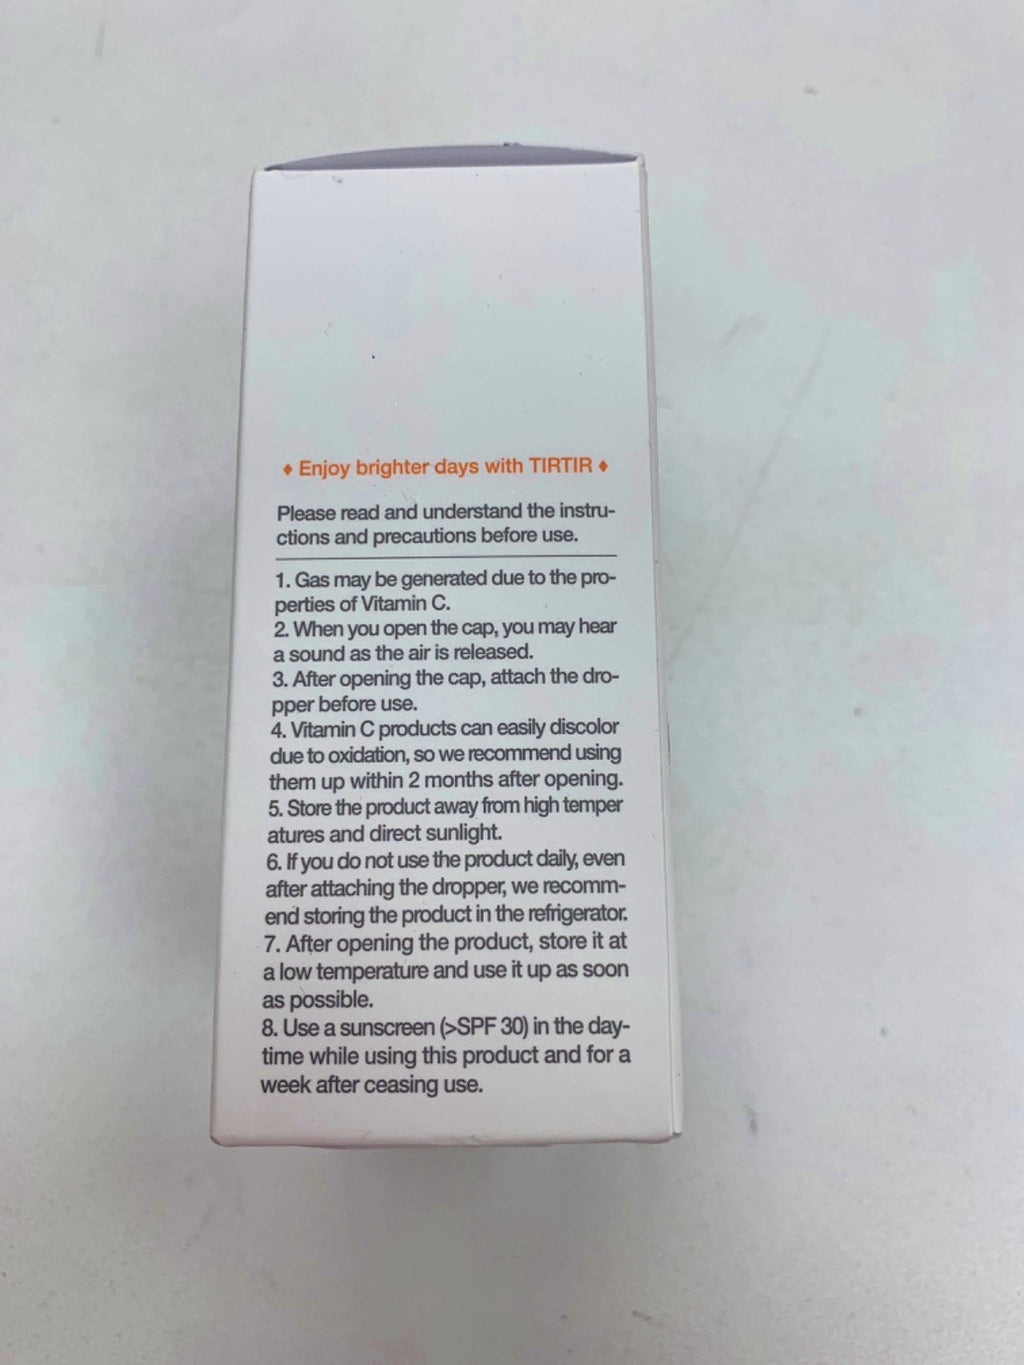 ♦ Enjoy brighter days with TIRTIR ♦
Please read and understand the instru-
ctions and precautions before use.
1. Gas may be generated due to the pro-
perties of Vitamin C.
2. When you open the cap, you may hear
a sound as the air is released.
3. After opening the cap, attach the dro-
pper before use.
4. Vitamin C products can easily discolor
due to oxidation, so we recommend using
them up within 2 months after opening.
5. Store the product away from high temper
atures and direct sunlight.
6. If you do not use the product daily, even
after attaching the dropper, we recomm-
end storing the product in the refrigerator.
7. After opening the product, store it at
a low temperature and use it up as soon
as possible.
8. Use a sunscreen (>SPF 30) in the day-
time while using this product and for a
week after ceasing use.